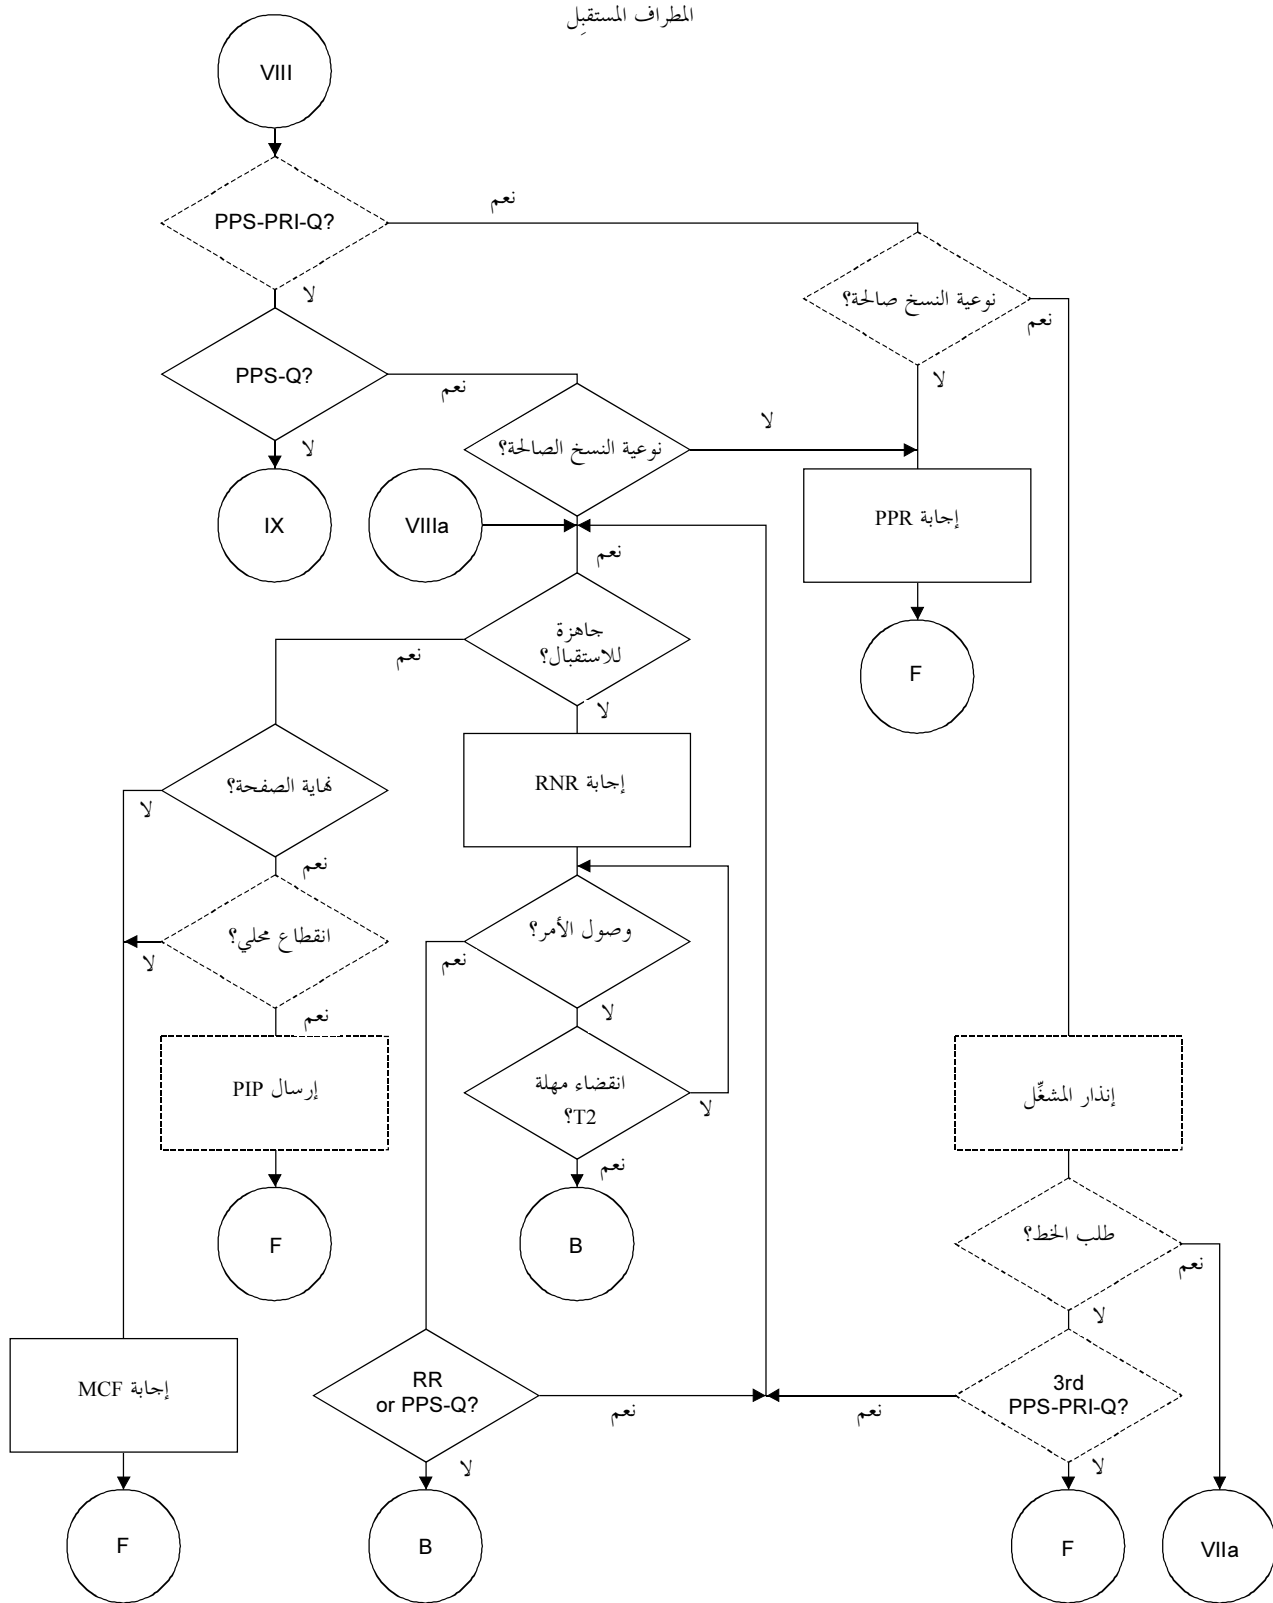 المطراف المستقبِل
VIII
نعم
PPS-PRI-Q?
لا
نوعية النسخ صالحة؟
نعم
PPS-Q?
نعم
لا
لا
لا
نوعية النسخ الصالحة؟
IX
VIIIa
إجابة PPR
نعم
جاهزة
للاستقبال؟
نعم
F
لا
نهاية الصفحة؟
إجابة RNR
لا
نعم
انقطاع محلي؟
وصول الأمر؟
لا
نعم
لا
نعم
إرسال PIP
انقضاء مهلة
T2؟
لا
إنذار المشغِّل
نعم
F
B
طلب الخط؟
نعم
لا
إجابة MCF
RR
or PPS-Q?
نعم
نعم
3rd
PPS-PRI-Q?
لا
لا
F
B
F
VIIa